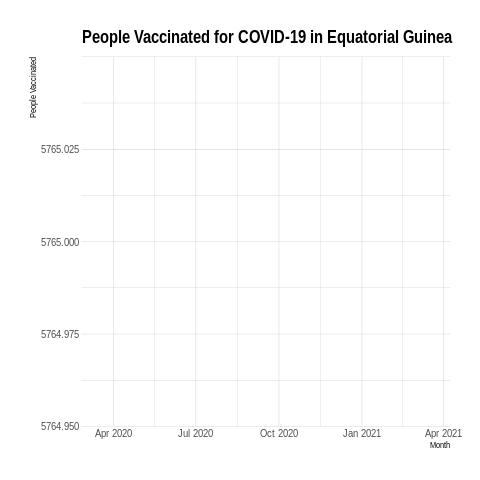 People Vaccinated for COVID-19 in Equatorial Guinea
People Vaccinated
5765.025
5765.000
5764.975
5764.950
Apr 2020 Jul 2020 Oct 2020 Jan 2021 Apr 2021
Month